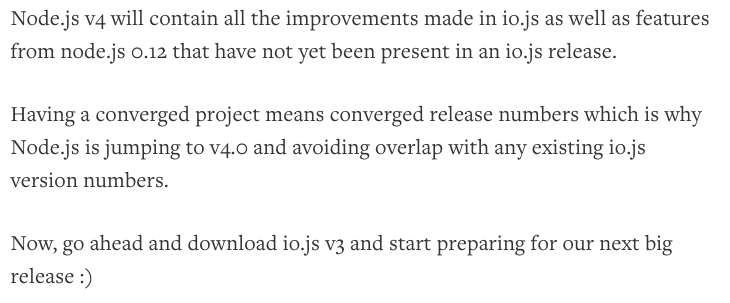 Node.js v4 will contain all the improvements made in io.js as well as features
from node.js 0.12 that have not yet been present in an io.js release.
Having a converged project means converged release numbers which is why
Node.js is jumping to v4.0 and avoiding overlap with any existing io.js
version numbers.
Now, go ahead and download io.js v3 and start preparing for our next big
release :)